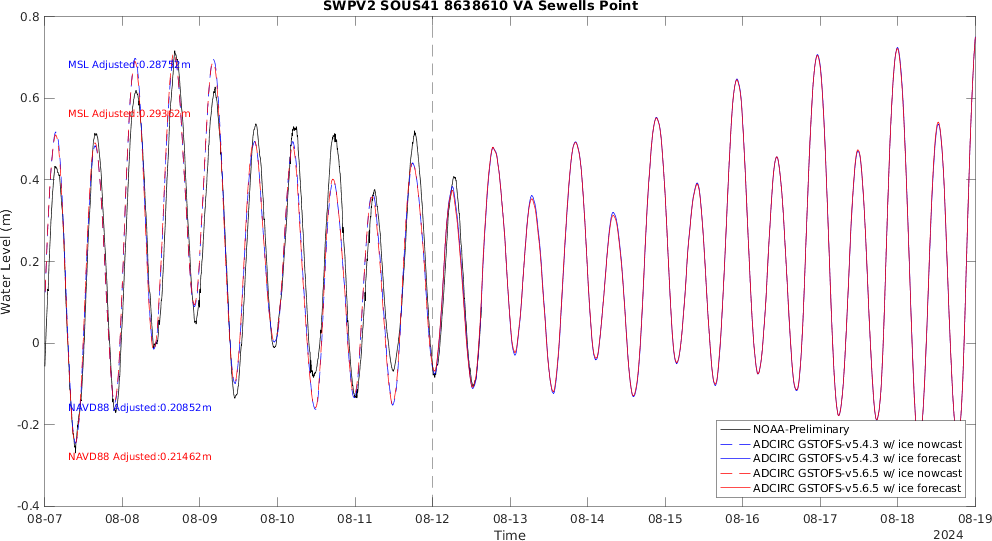 SWPV2 SOUS41 8638610 VA Sewells Point
0.8
MSL Adjusted:0.28752m
0.6
MSL Adjusted:0.29362m
0.4
Water Level (m)
0.2
0
-0.2
NAVD88 Adjusted:0.20852m
NAVD88 Adjusted:0.21462m
-0.4
NOAA-Preliminary
ADCIRC GSTOFS-v5.4.3 w/ ice nowcast
ADCIRC GSTOFS-v5.4.3 w/ ice forecast
ADCIRC GSTOFS-v5.6.5 w/ ice nowcast
ADCIRC GSTOFS-v5.6.5 w/ ice forecast
08-07 08-08 08-09 08-10 08-11 08-12 08-13 08-14 08-15 08-16 08-17 08-18 08-19
Time
2024